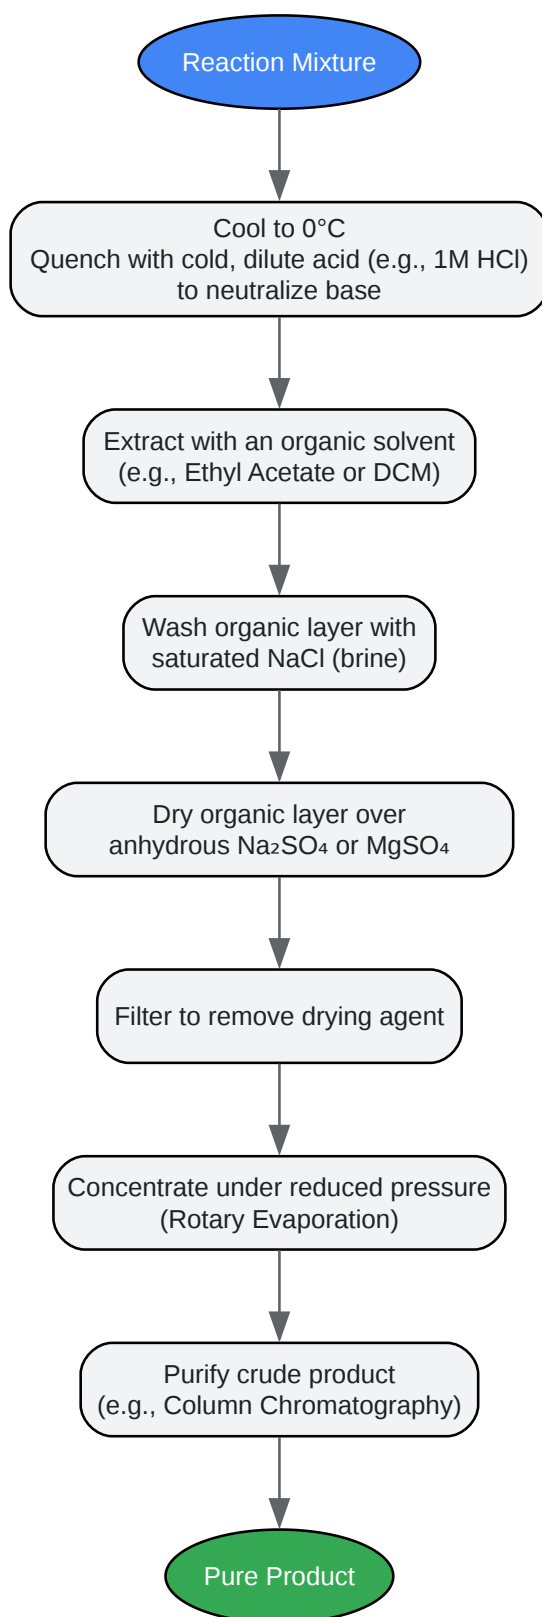 Reaction Mixture
Cool to 0°C
Quench with cold, dilute acid (e.g., 1M HCl)
to neutralize base
Extract with an organic solvent
(e.g., Ethyl Acetate or DCM)
Wash organic layer with
saturated NaCl (brine)
Dry organic layer over
anhydrous Na₂SO₄ or MgSO₄
Filter to remove drying agent
Concentrate under reduced pressure
(Rotary Evaporation)
Purify crude product
(e.g., Column Chromatography)
Pure Product